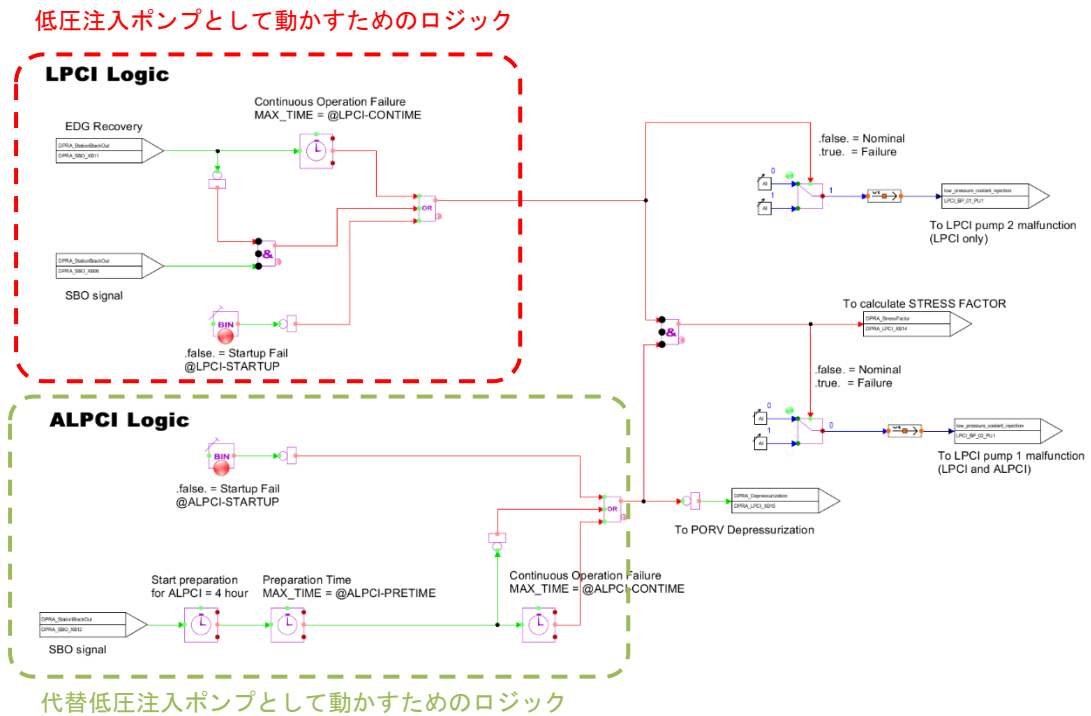 低圧注入ポンプとして動かすためのロジック
LPCI Logic
Continuous Operation Failure
MAX_TIME = @LPCI-CONTIME
EDG Recovery
DPRA_StationBlackOut
DPRA_SBO_XB11
OR
&
DPRA_StationBlackOut
DPRA_SBO_XB06
SBO signal
BIN
.false. = Startup Fail
@LPCI-STARTUP
.false. = Nominal
.true. = Failure
0
AI
1
AI
1
low_pressure_coolant_injection
LPCI_BP_01_PU1
To LPCI pump 2 malfunction
(LPCI only)
To calculate STRESS FACTOR
&
DPRA_StressFactor
DPRA_LPCI_XB14
.false. = Nominal
.true. = Failure
0
AI
1
AI
0
low_pressure_coolant_injection
LPCI_BP_02_PU1
To LPCI pump 1 malfunction
(LPCI and ALPCI)
ALPCI Logic
BIN
.false. = Startup Fail
@ALPCI-STARTUP
OR
DPRA_Depressurization
DPRA_LPCI_XB15
To PORV Depressurization
Start preparation
for ALPCI = 4 hour
Preparation Time
MAX_TIME = @ALPCI-PRETIME
Continuous Operation Failure
MAX_TIME = @ALPCI-CONTIME
DPRA_StationBlackOut
DPRA_SBO_XB12
SBO signal
代替低圧注入ポンプとして動かすためのロジック